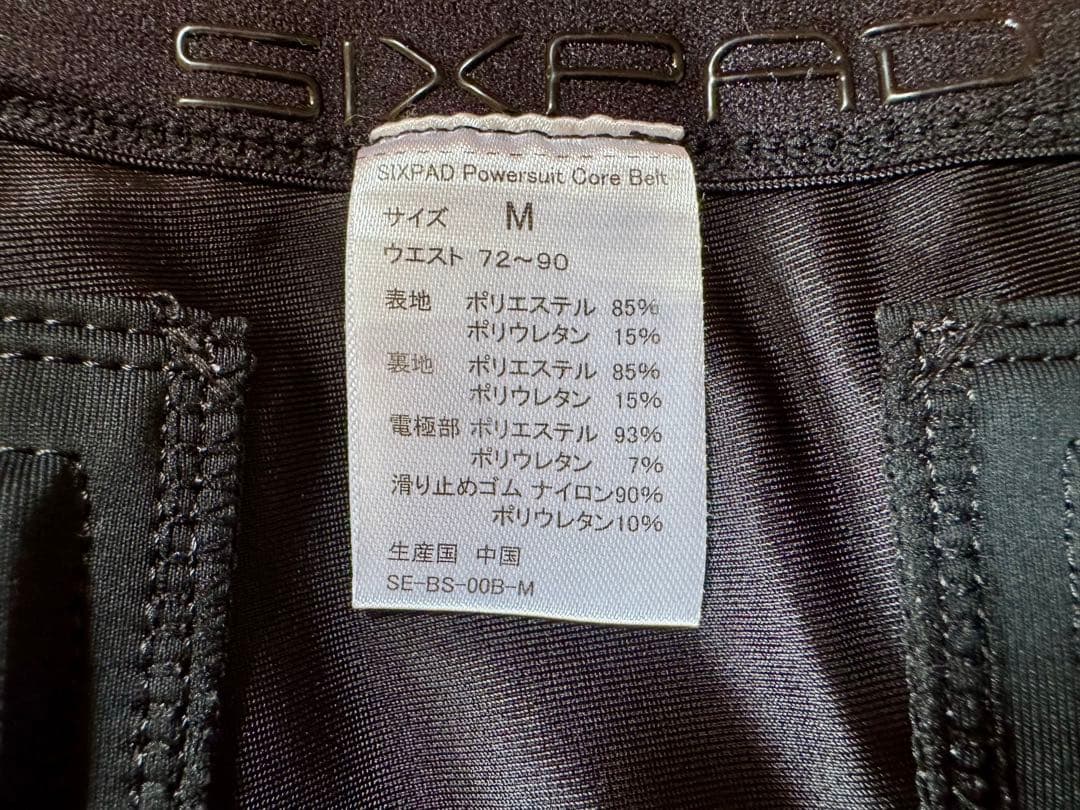 SIXPAD
SIXPAD Powersuit Core Belt
サイズ M
ウエスト 72～90
表地 ポリエステル 85%
ポリウレタン 15%
裏地 ポリエステル 85%
ポリウレタン 15%
電極部 ポリエステル 93%
ポリウレタン 7%
滑り止めゴム ナイロン90%
ポリウレタン10%
生産国 中国
SE-BS-00B-M